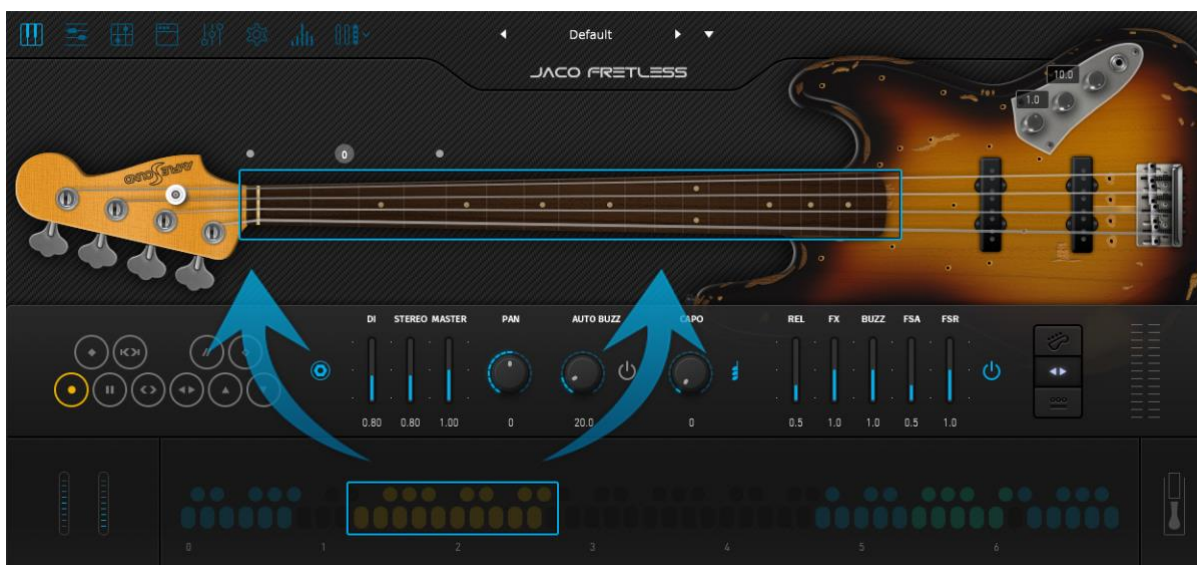 Default
JACO FRETLESS
10.0
1.0
0
AMPLESOUND
DI STEREO MASTER PAN AUTO BUZZ CAPO REL FX BUZZ FSA FSR
0.80 0.80 1.00 0 20.0 0 0.5 1.0 1.0 0.5 1.0
0 1 2 3 4 5 6